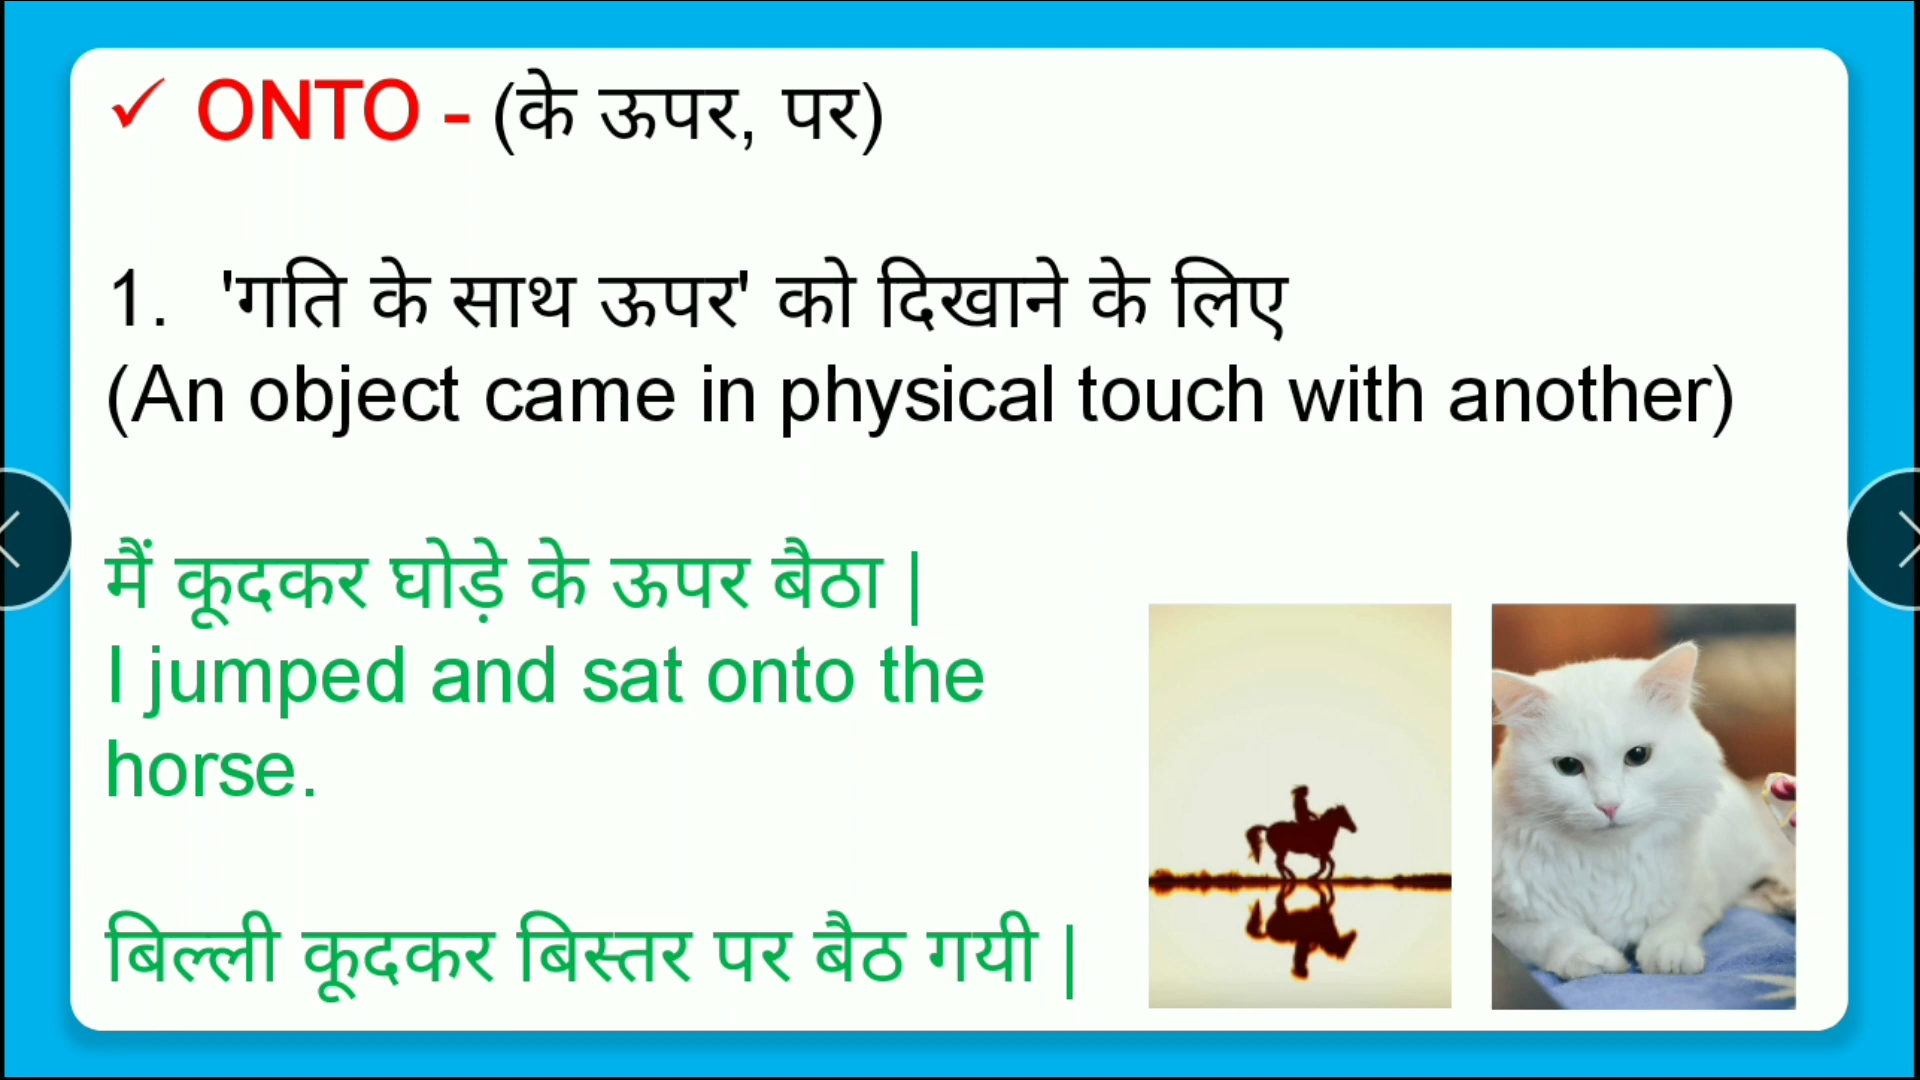 ✓ ONTO - (के ऊपर, पर)
1. 'गति के साथ ऊपर' को दिखाने के लिए
(An object came in physical touch with another)
मैं कूदकर घोड़े के ऊपर बैठा |
I jumped and sat onto the
horse.
बिल्ली कूदकर बिस्तर पर बैठ गयी |